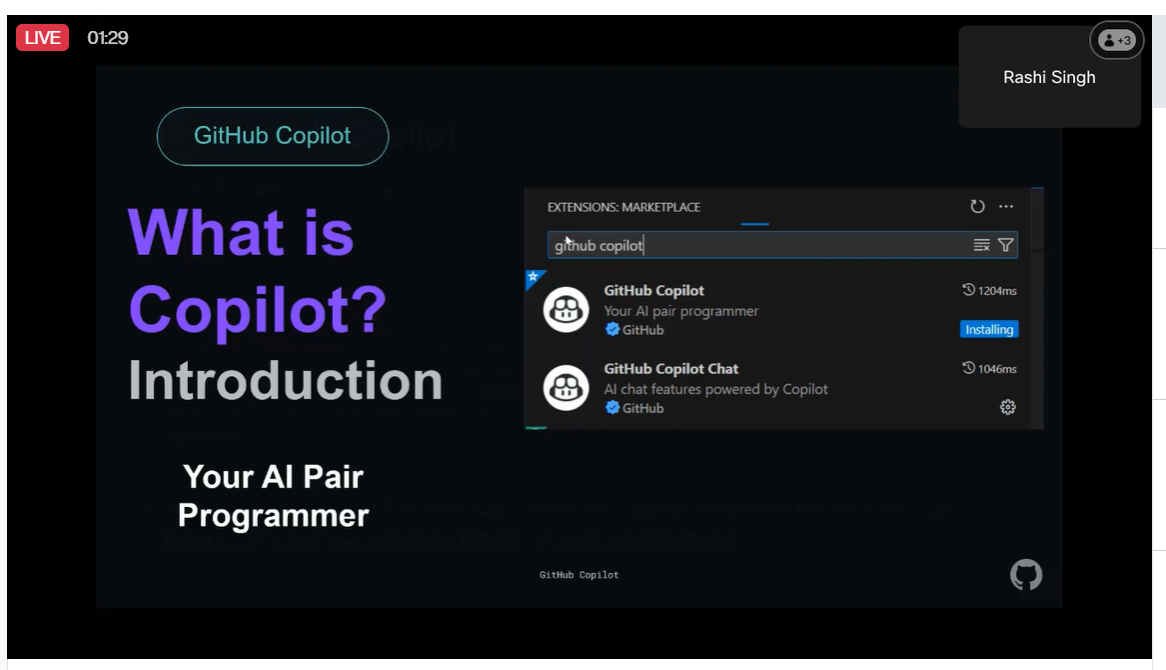 LIVE 01:29
+3
Rashi Singh
GitHub Copilot
What is
Copilot?
Introduction
Your AI Pair
Programmer
EXTENSIONS: MARKETPLACE
github copilot
GitHub Copilot
1204ms
Your AI pair programmer
GitHub
Installing
GitHub Copilot Chat
1046ms
AI chat features powered by Copilot
GitHub
GitHub Copilot